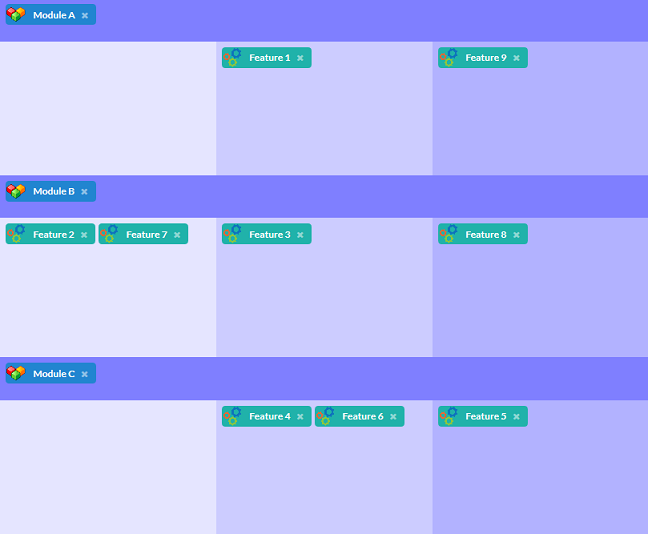 Module A ×
Feature 1 × Feature 9 ×
Module B ×
Feature 2 × Feature 7 × Feature 3 × Feature 8 ×
Module C ×
Feature 4 × Feature 6 × Feature 5 ×